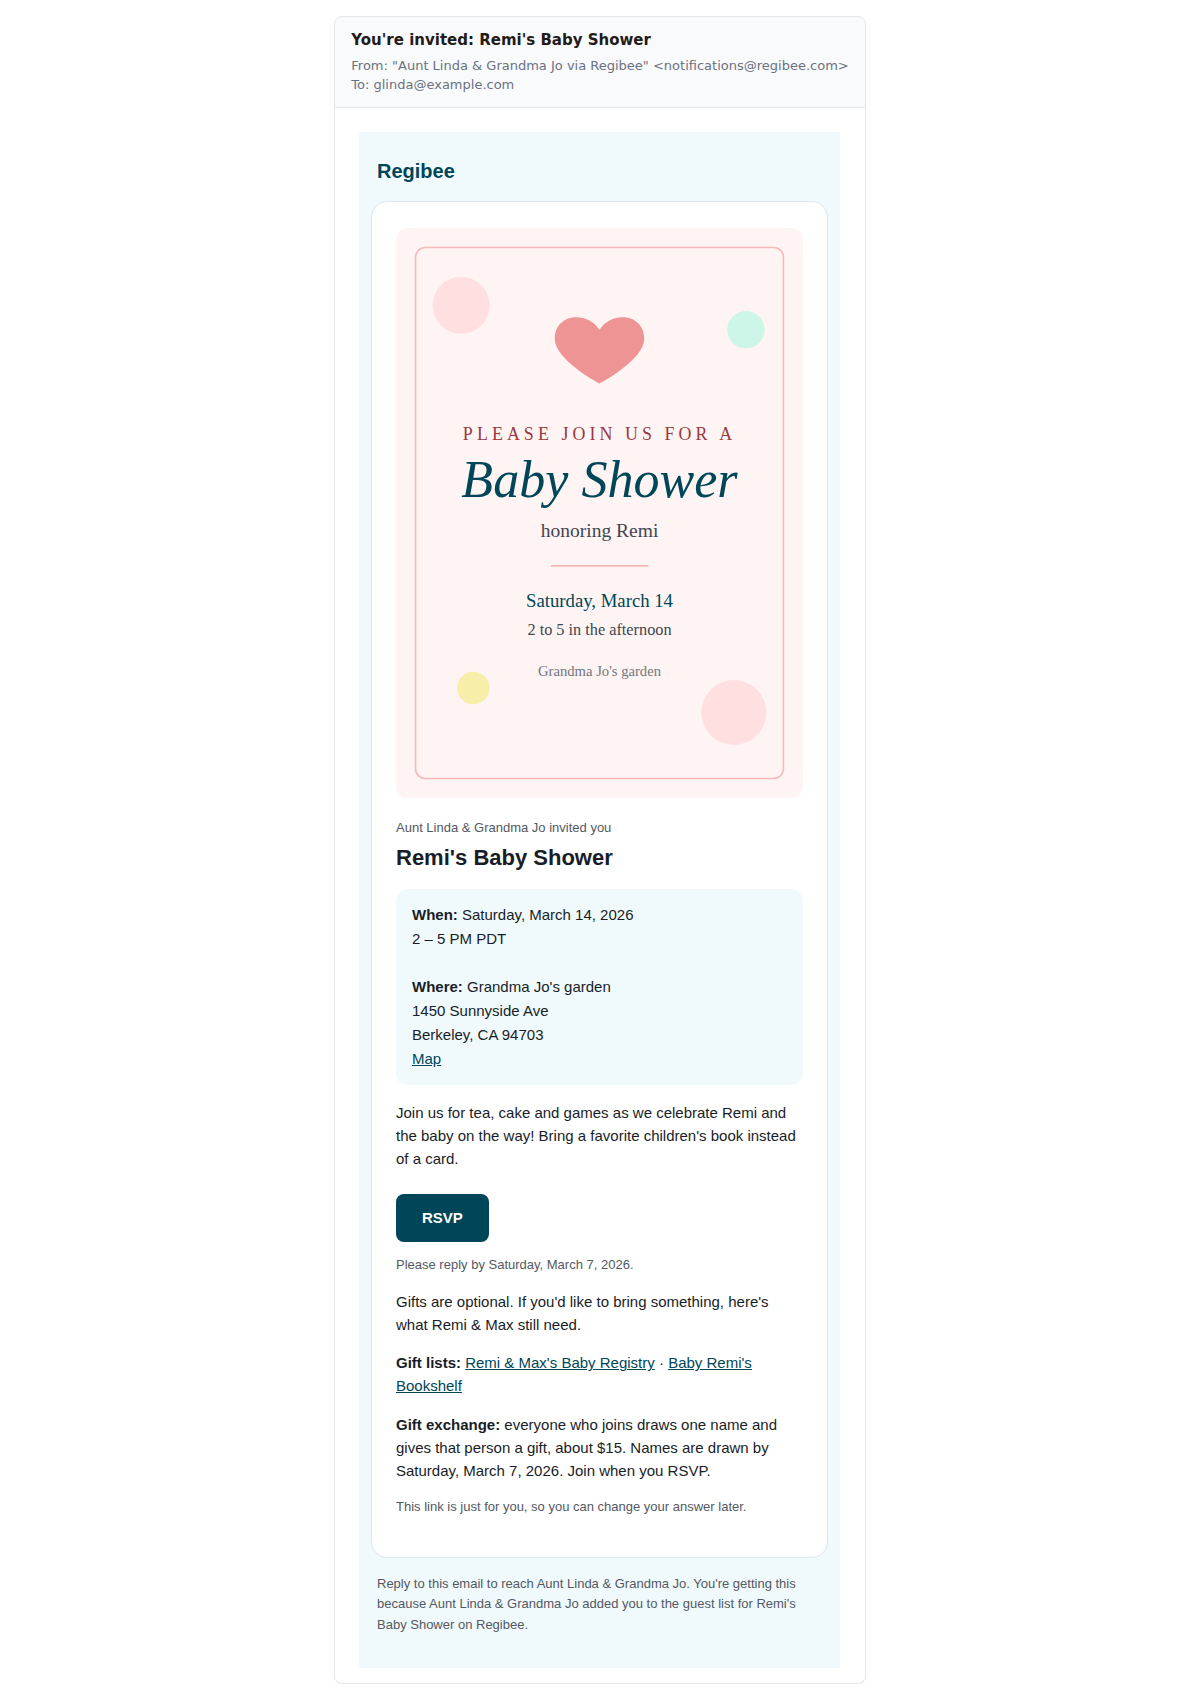 You're invited: Remi's Baby Shower
From: "Aunt Linda & Grandma Jo via Regibee" <notifications@regibee.com>
To: glinda@example.com
Regibee
PLEASE JOIN US FOR A
Baby Shower
honoring Remi
Saturday, March 14
2 to 5 in the afternoon
Grandma Jo's garden
Aunt Linda & Grandma Jo invited you
Remi's Baby Shower
When: Saturday, March 14, 2026
2 – 5 PM PDT
Where: Grandma Jo's garden
1450 Sunnyside Ave
Berkeley, CA 94703
Map
Join us for tea, cake and games as we celebrate Remi and
the baby on the way! Bring a favorite children's book instead
of a card.
RSVP
Please reply by Saturday, March 7, 2026.
Gifts are optional. If you'd like to bring something, here's
what Remi & Max still need.
Gift lists: Remi & Max's Baby Registry · Baby Remi's
Bookshelf
Gift exchange: everyone who joins draws one name and
gives that person a gift, about $15. Names are drawn by
Saturday, March 7, 2026. Join when you RSVP.
This link is just for you, so you can change your answer later.
Reply to this email to reach Aunt Linda & Grandma Jo. You're getting this
because Aunt Linda & Grandma Jo added you to the guest list for Remi's
Baby Shower on Regibee.